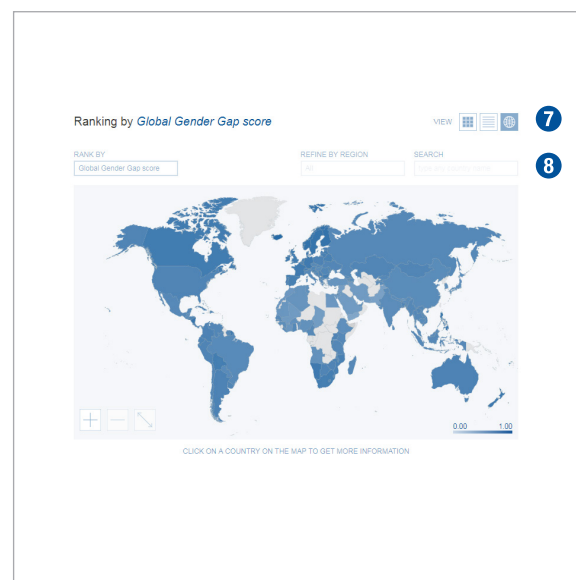 Ranking by Global Gender Gap score
VIEW
7
RANK BY
REFINE BY REGION
SEARCH
8
Global Gender Gap score
All
0.00
1.00
CLICK ON A COUNTRY ON THE MAP TO GET MORE INFORMATION